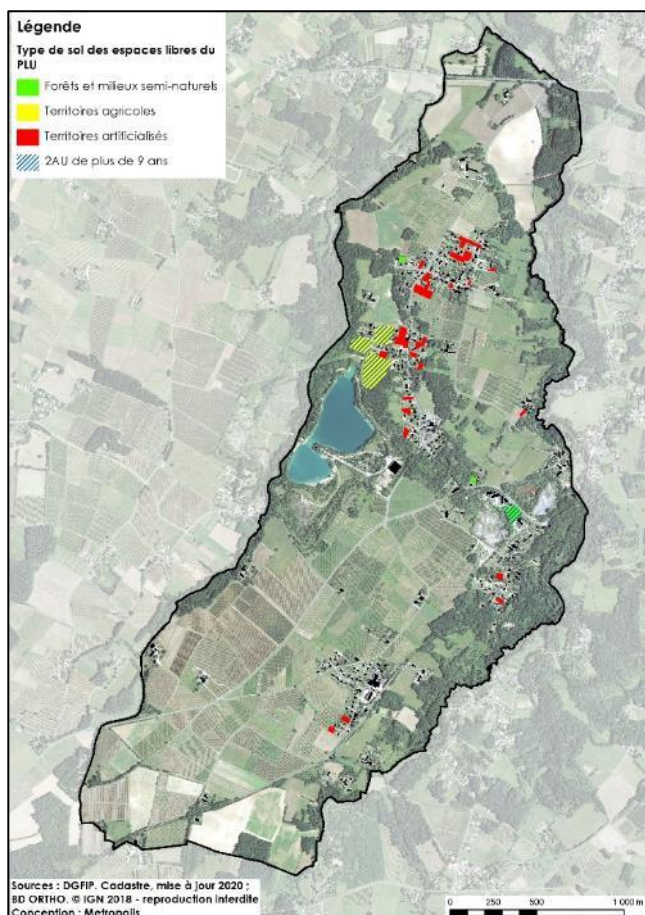 Légende
Type de sol des espaces libres du
PLU
Forêts et milieux semi-naturels
Territoires agricoles
Territoires artificialisés
2AU de plus de 9 ans
Sources : DGFIP. Cadastre, mise à jour 2020 ;
BD ORTHO. © IGN 2018 - reproduction interdite
Conception : Metropolis
0 250 500 1 000 m